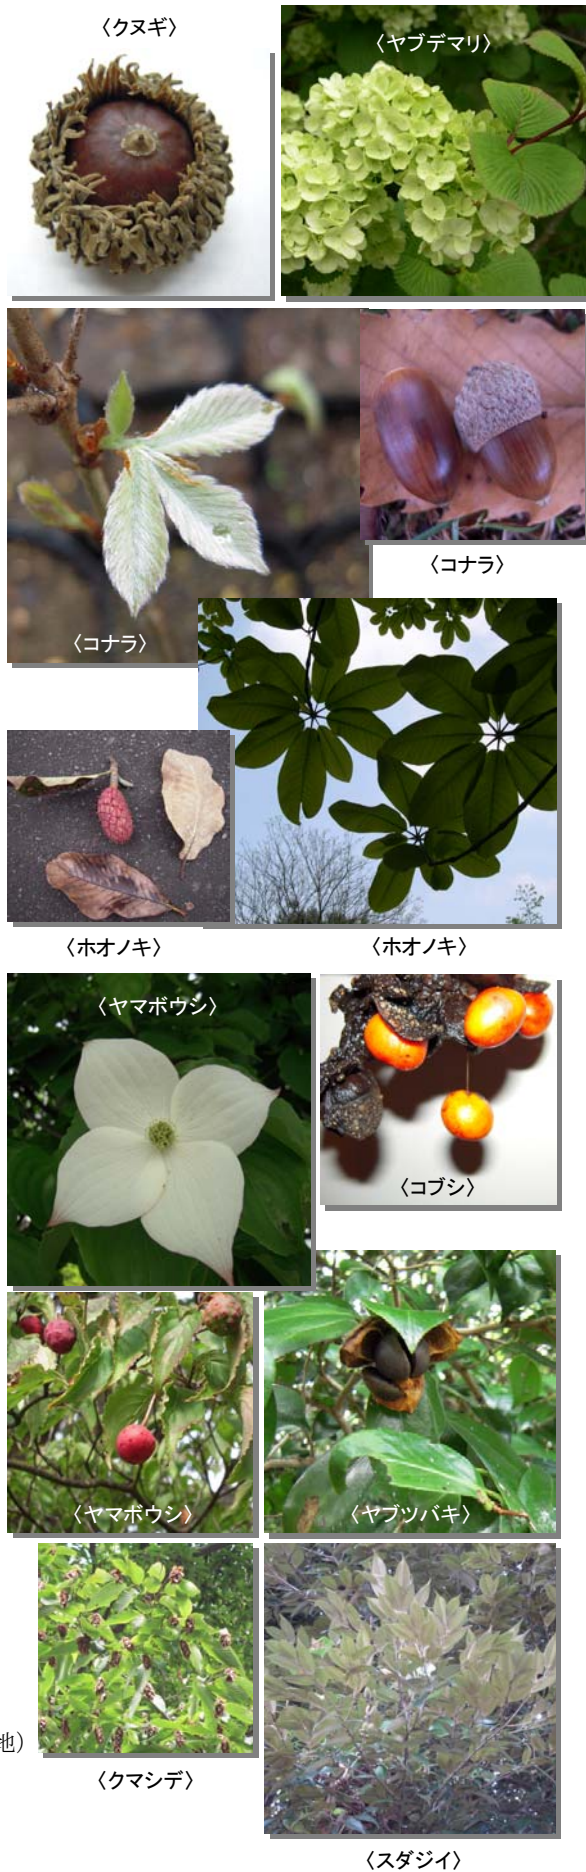 〈クヌギ〉
〈ヤブデマリ〉
〈コナラ〉
〈コナラ〉
〈ホオノキ〉
〈ホオノキ〉
〈ヤマボウシ〉
〈コブシ〉
〈ヤマボウシ〉
〈ヤブツバキ〉
地）
〈クマシデ〉
〈スダジイ〉